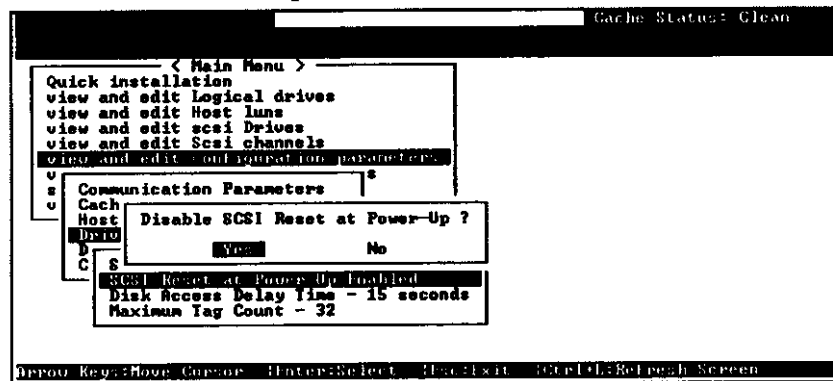 Cache Status: Clean
< Main Menu >
Quick installation
view and edit Logical drives
view and edit Host luns
view and edit scsi Drives
view and edit Scsi channels
view and edit configuration parameters
v s
s Communication Parameters
v Cach
Host
Disable SCSI Reset at Power-Up ?
Driv
Yes No
D
C S
SCSI Reset at Power Up Enabled
Disk Access Delay Time - 15 seconds
Maximum Tag Count - 32
Arrow Keys:Move Cursor |Enter:Select |Esc:Exit |Ctrl+L:Refresh Screen